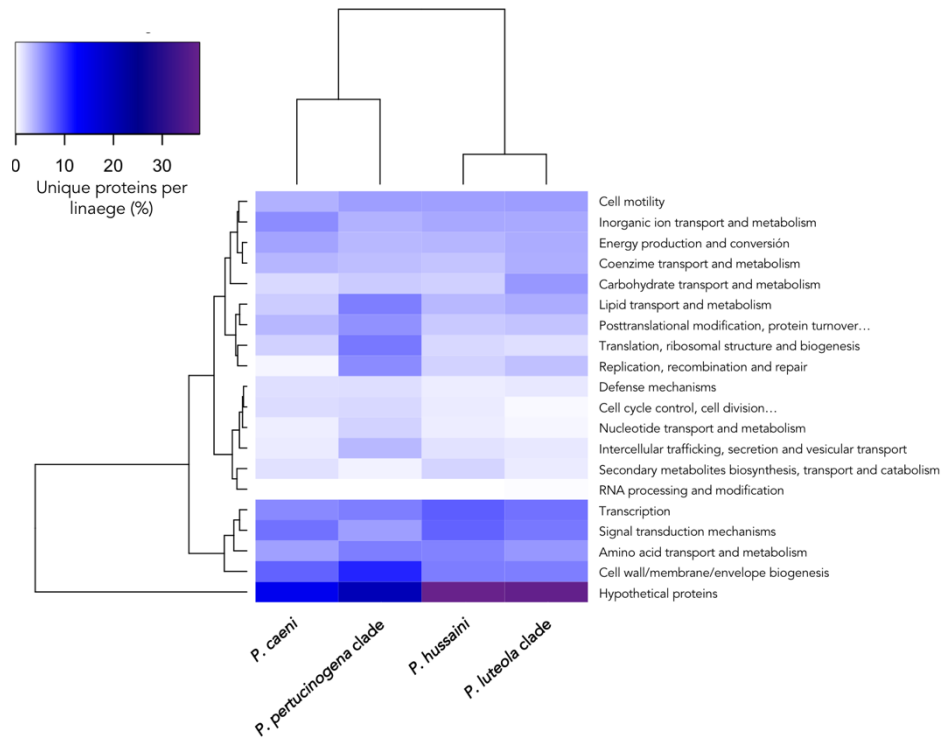 0 10 20 30
Unique proteins per
linaege (%)
Cell motility
Inorganic ion transport and metabolism
Energy production and conversión
Coenzime transport and metabolism
Carbohydrate transport and metabolism
Lipid transport and metabolism
Posttranslational modification, protein turnover...
Translation, ribosomal structure and biogenesis
Replication, recombination and repair
Defense mechanisms
Cell cycle control, cell division...
Nucleotide transport and metabolism
Intercellular trafficking, secretion and vesicular transport
Secondary metabolites biosynthesis, transport and catabolism
RNA processing and modification
Transcription
Signal transduction mechanisms
Amino acid transport and metabolism
Cell wall/membrane/envelope biogenesis
Hypothetical proteins
P. caeni
P. pertucinogena clade
P. hussaini
P. luteola clade